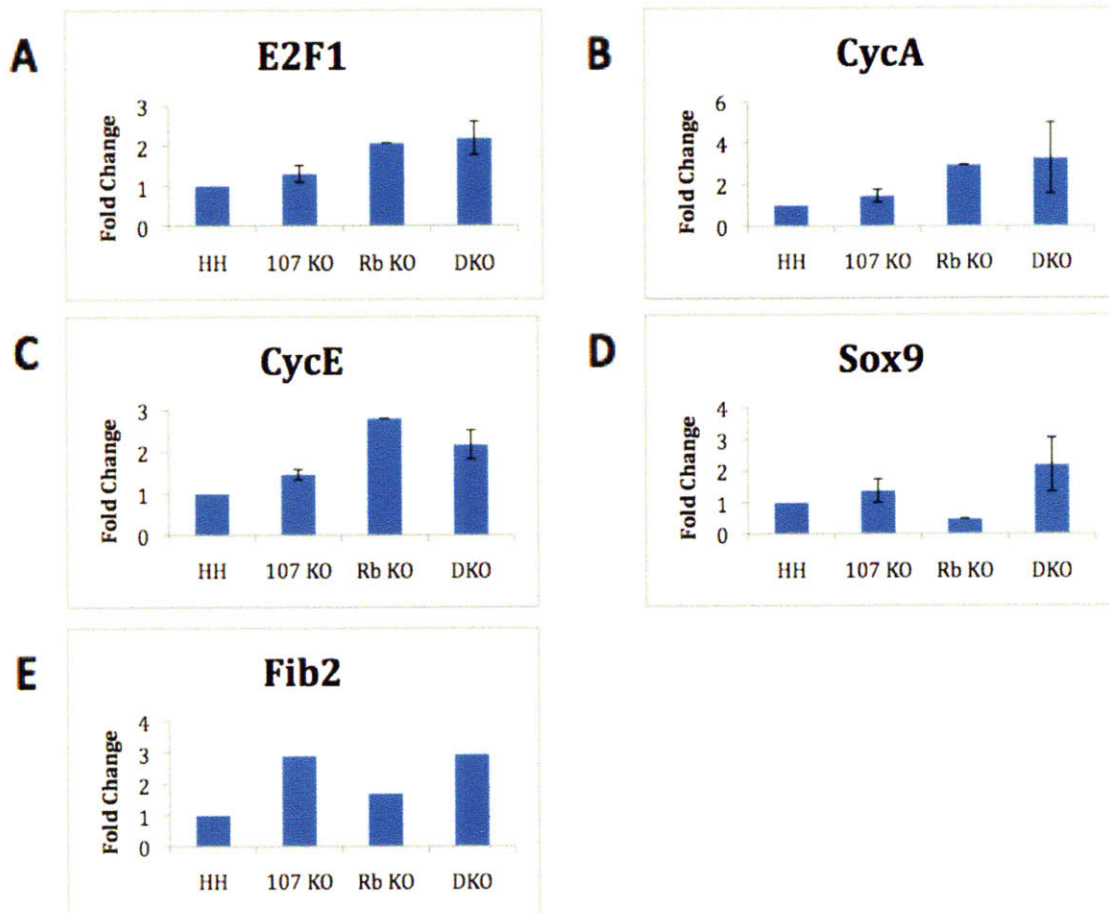 A
E2F1
Fold Change
3
2
1
0
HH 107 KO Rb KO DKO
B
CycA
Fold Change
6
4
2
0
HH 107 KO Rb KO DKO
C
CycE
Fold Change
3
2
1
0
HH 107 KO Rb KO DKO
D
Sox9
Fold Change
4
3
2
1
0
HH 107 KO Rb KO DKO
E
Fib2
Fold Change
4
3
2
1
0
HH 107 KO Rb KO DKO